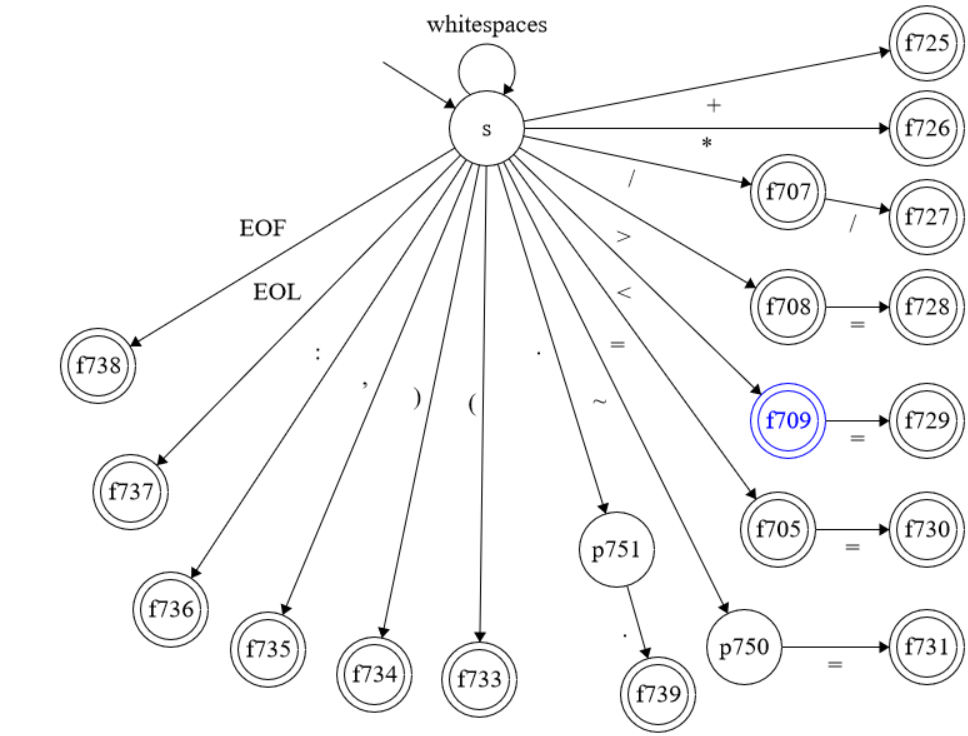 whitespaces
f725
s
+
f726
*
f707
/
f727
/
EOF
>
EOL
<
f708
=
f728
:
.
=
f738
,
)
(
~
f709
=
f729
f737
f705
=
f730
p751
f736
f735
.
p750
=
f731
f734
f733
f739